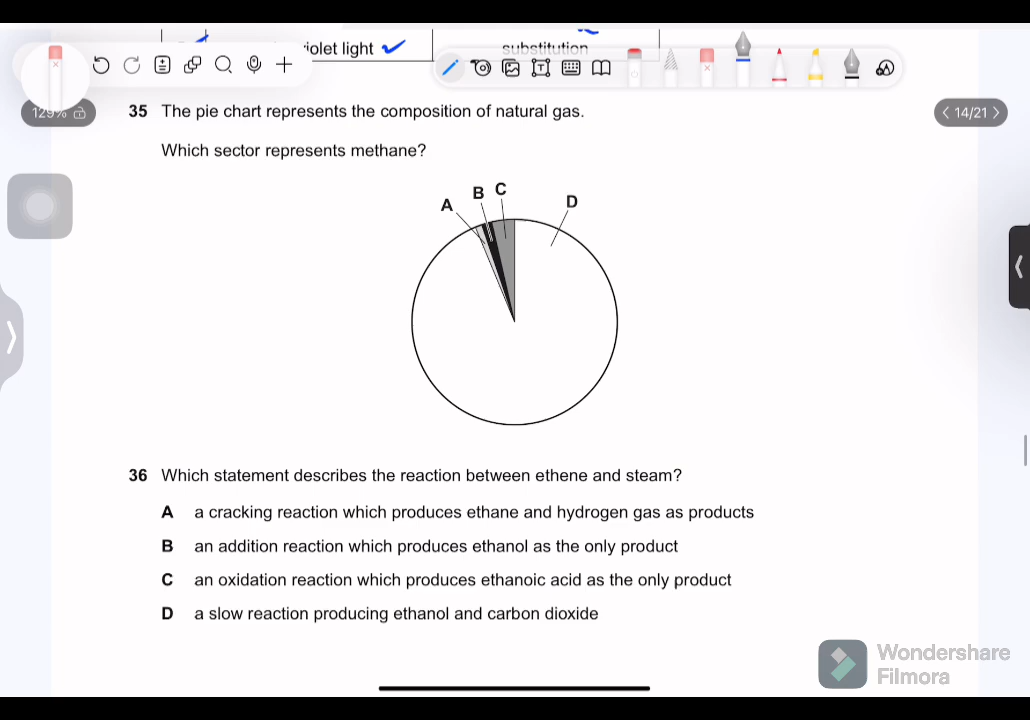 violet light
substitution
129%
35 The pie chart represents the composition of natural gas.
14/21
Which sector represents methane?
A B C D
36 Which statement describes the reaction between ethene and steam?
A a cracking reaction which produces ethane and hydrogen gas as products
B an addition reaction which produces ethanol as the only product
C an oxidation reaction which produces ethanoic acid as the only product
D a slow reaction producing ethanol and carbon dioxide
Wondershare
Filmora